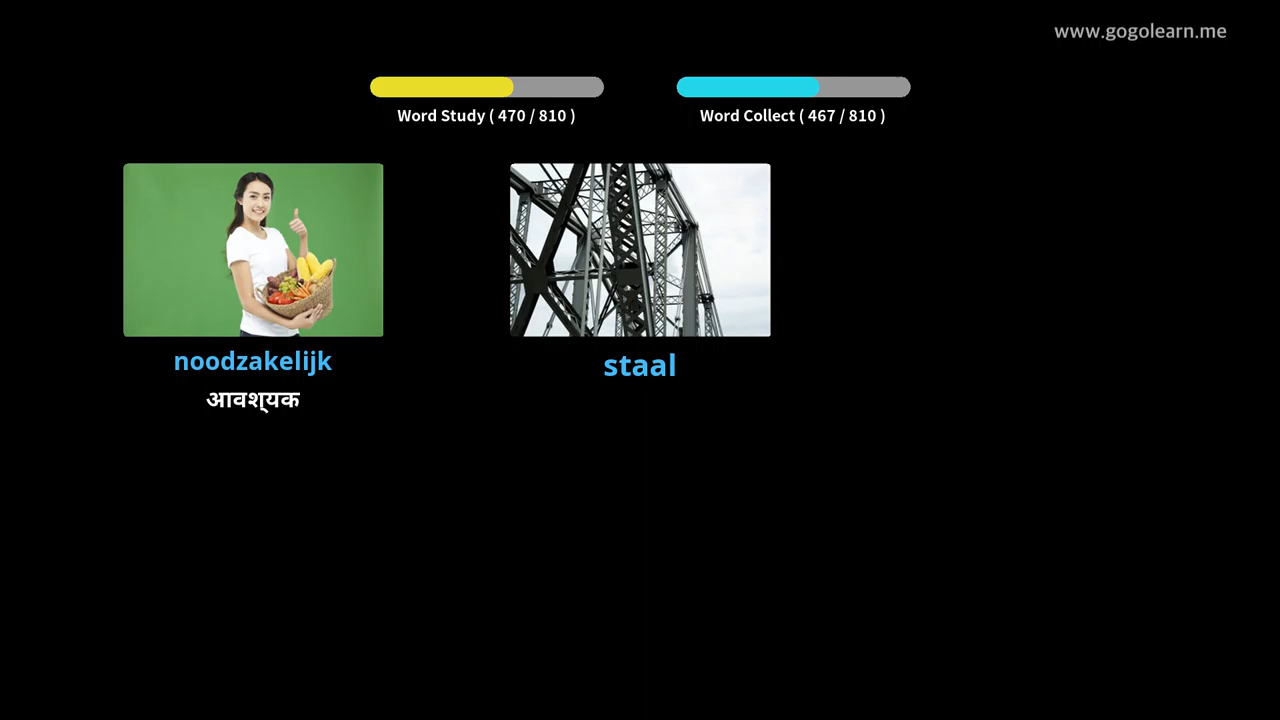 www.gogolearn.me
Word Study ( 470 / 810 )
Word Collect ( 467 / 810 )
noodzakelijk
आवश्यक
staal